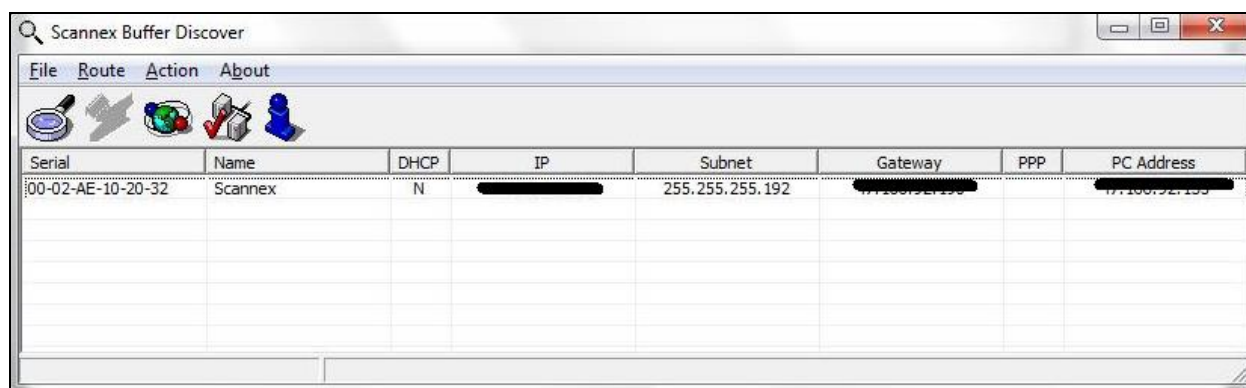 Scannex Buffer Discover
File Route Action About
Serial Name DHCP IP Subnet Gateway PPP PC Address
00-02-AE-10-20-32 Scannex N 255.255.255.192